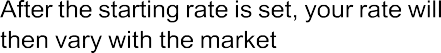 After the starting rate is set, your rate will
then vary with the market